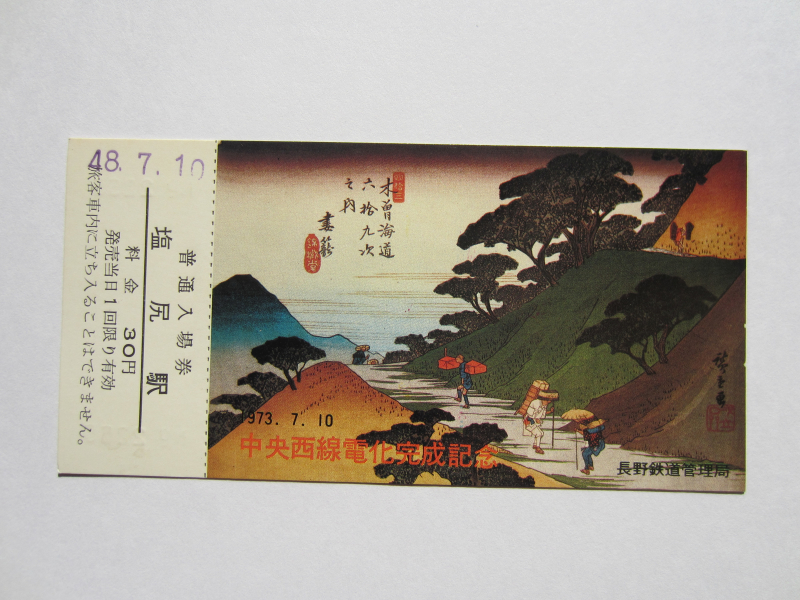 48.7.10
普通入場券
塩尻駅
料金 30円
発売当日1回限り有効
旅客車内に立ち入ることはできません。
木曽海道
六拾九次
之内
妻籠
1973.7.10
中央西線電化完成記念
長野鉄道管理局